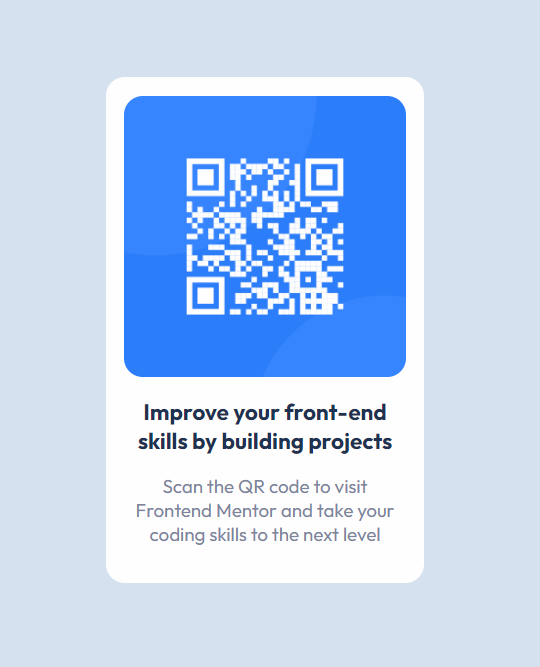 Improve your front-end
skills by building projects
Scan the QR code to visit
Frontend Mentor and take your
coding skills to the next level